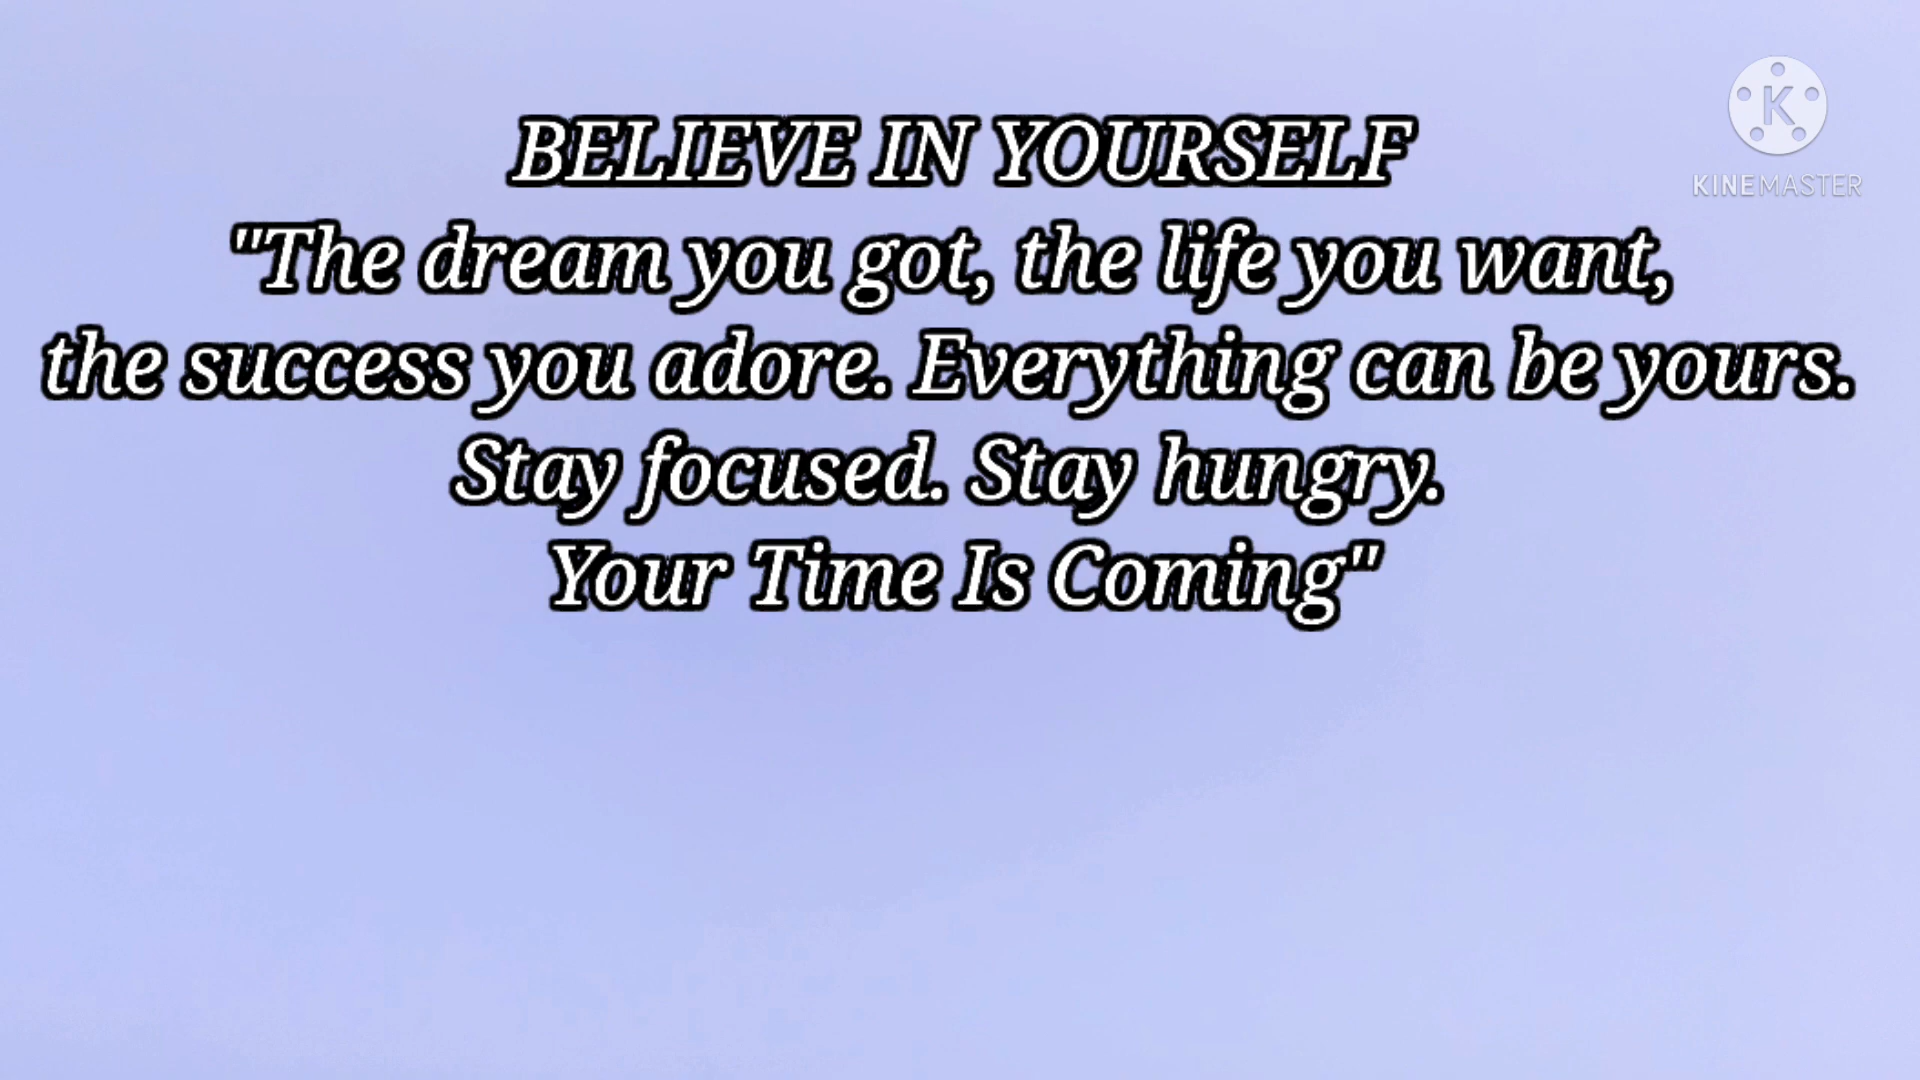 BELIEVE IN YOURSELF
"The dream you got, the life you want,
the success you adore. Everything can be yours.
Stay focused. Stay hungry.
Your Time Is Coming"
K
KINEMASTER